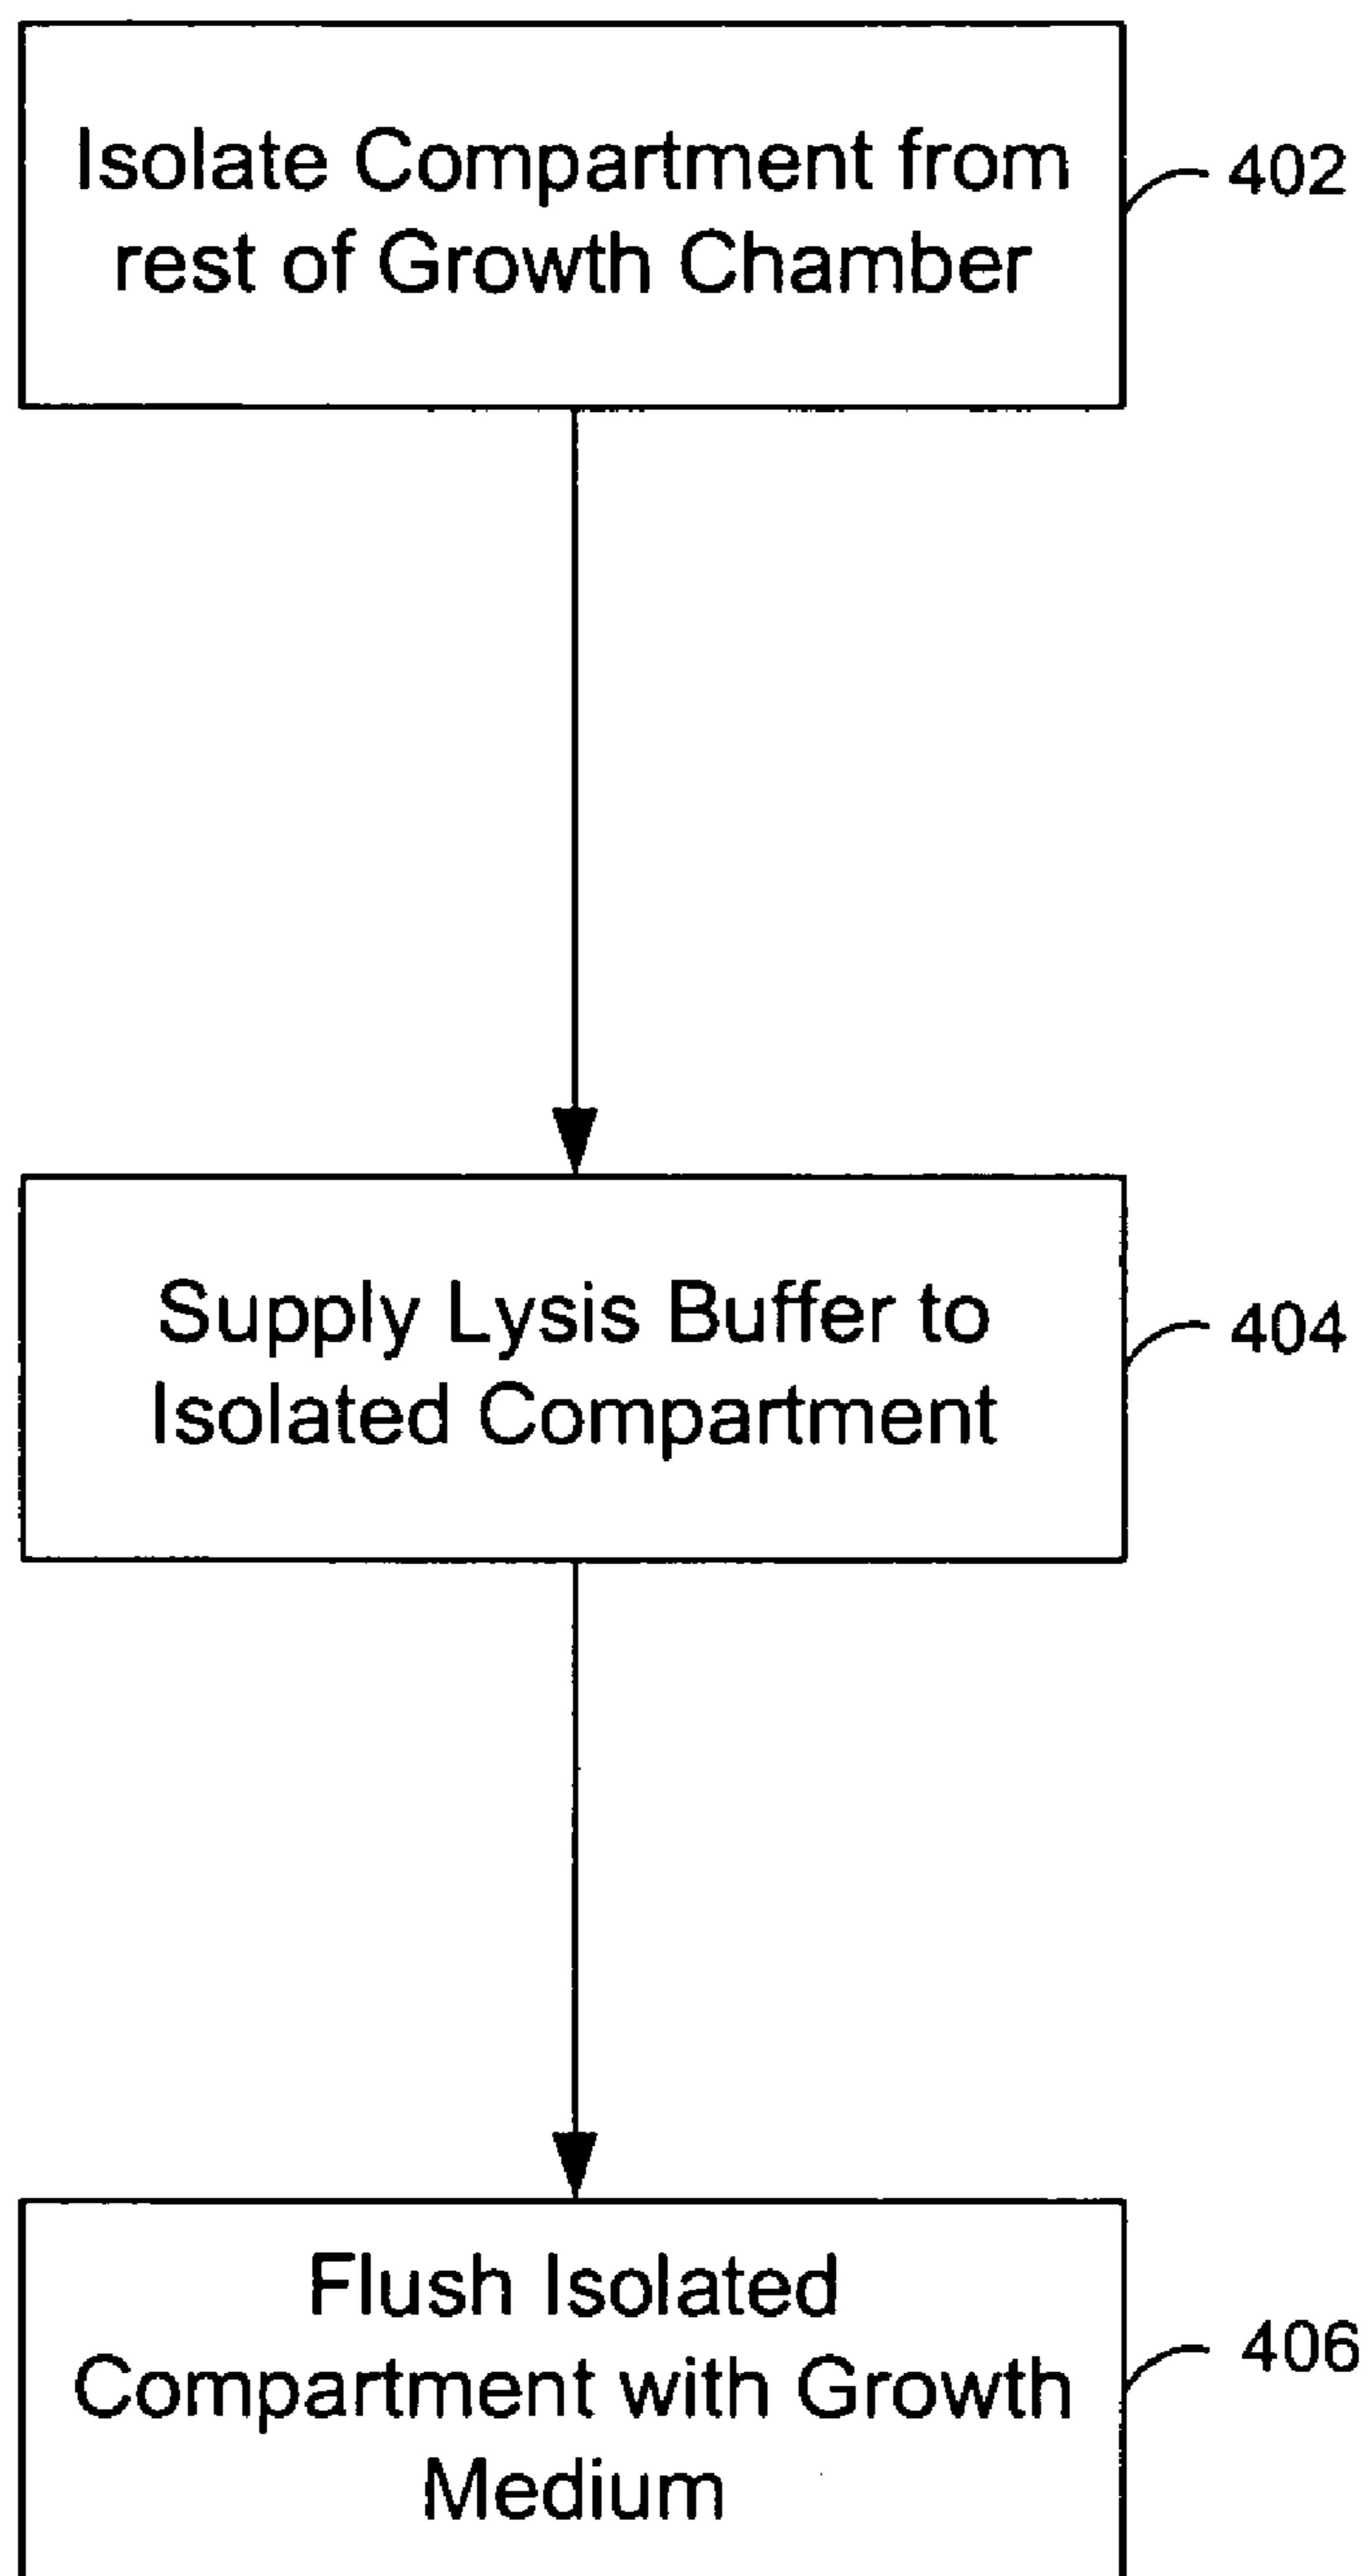 Isolate Compartment from
rest of Growth Chamber
402
Supply Lysis Buffer to
Isolated Compartment
404
Flush Isolated
Compartment with Growth
Medium
406